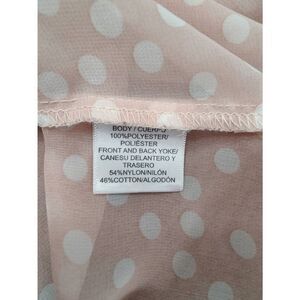 BODY / CUERPO
100%POLYESTER/
POLIÉSTER
FRONT AND BACK YOKE/
CANESU DELANTERO Y
TRASERO
54%NYLON/NILÓN
46%COTTON/ALGODÓN